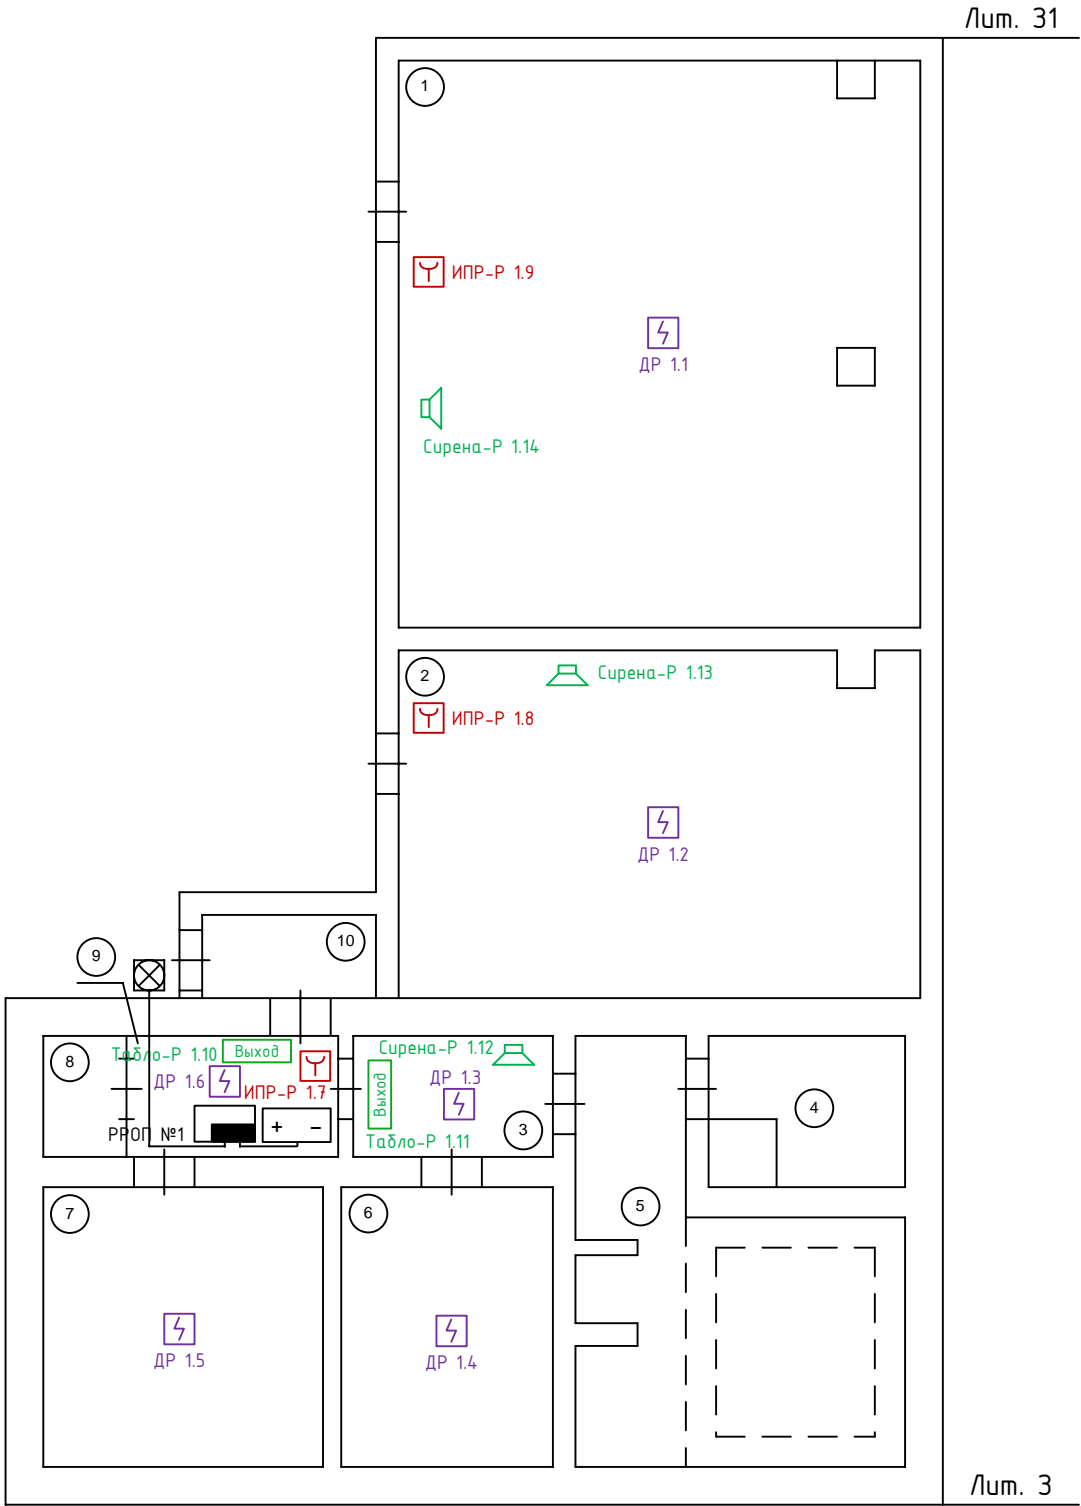 Лит. 31
1
ИПР-Р 1.9
ДР 1.1
Сирена-Р 1.14
2
Сирена-Р 1.13
ИПР-Р 1.8
ДР 1.2
10
9
8
Табло-Р 1.10
Выход
ДР 1.6
ИПР-Р 1.7
РРОП №1
+ −
Сирена-Р 1.12
Выход
ДР 1.3
Табло-Р 1.11
3
4
5
7
6
ДР 1.5
ДР 1.4
Лит. 3